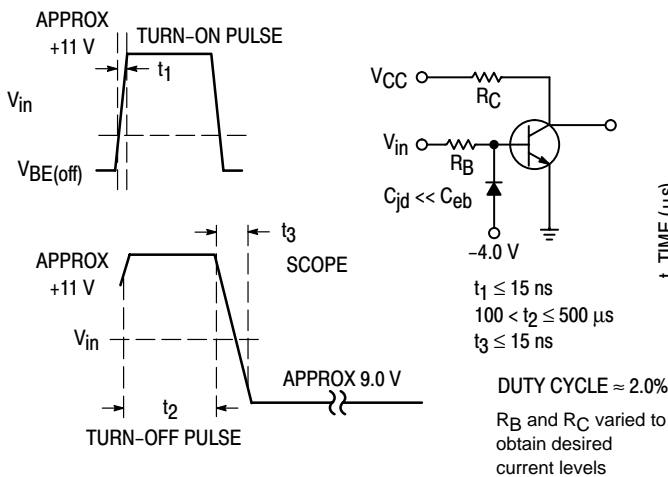 APPROX
+11 V
TURN–ON PULSE
t1
Vin
VBE(off)
APPROX
+11 V
t3
SCOPE
Vin
APPROX 9.0 V
t2
TURN–OFF PULSE
VCC
RC
Vin
RB
Cjd << Ceb
–4.0 V
t1 ≤ 15 ns
100 < t2 ≤ 500 μs
t3 ≤ 15 ns
DUTY CYCLE ≈ 2.0%
RB and RC varied to
obtain desired
current levels
t, TIME (μs)